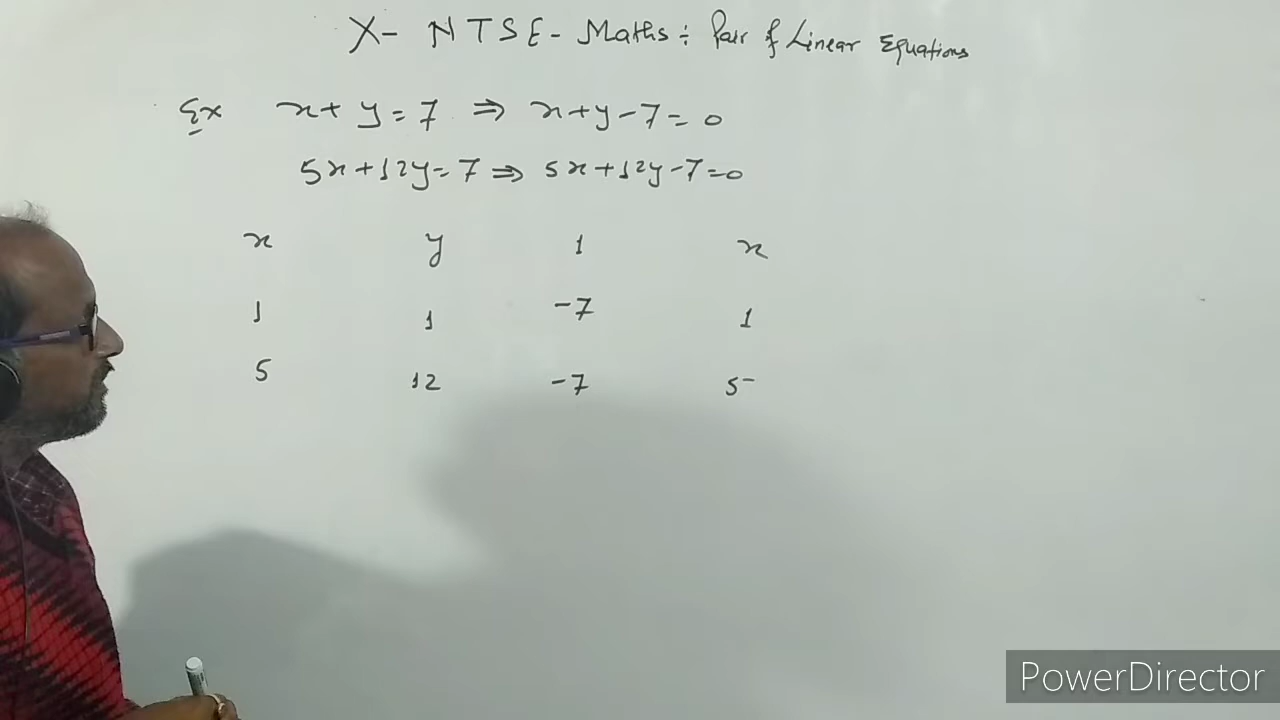 X- NTSE- Maths ÷ Pair of Linear Equations
Ex x+y=7 ⇒ x+y-7=0
5x+12y=7 ⇒ 5x+12y-7=0
x y 1 x
1 1 -7 1
5 12 -7 5
PowerDirector